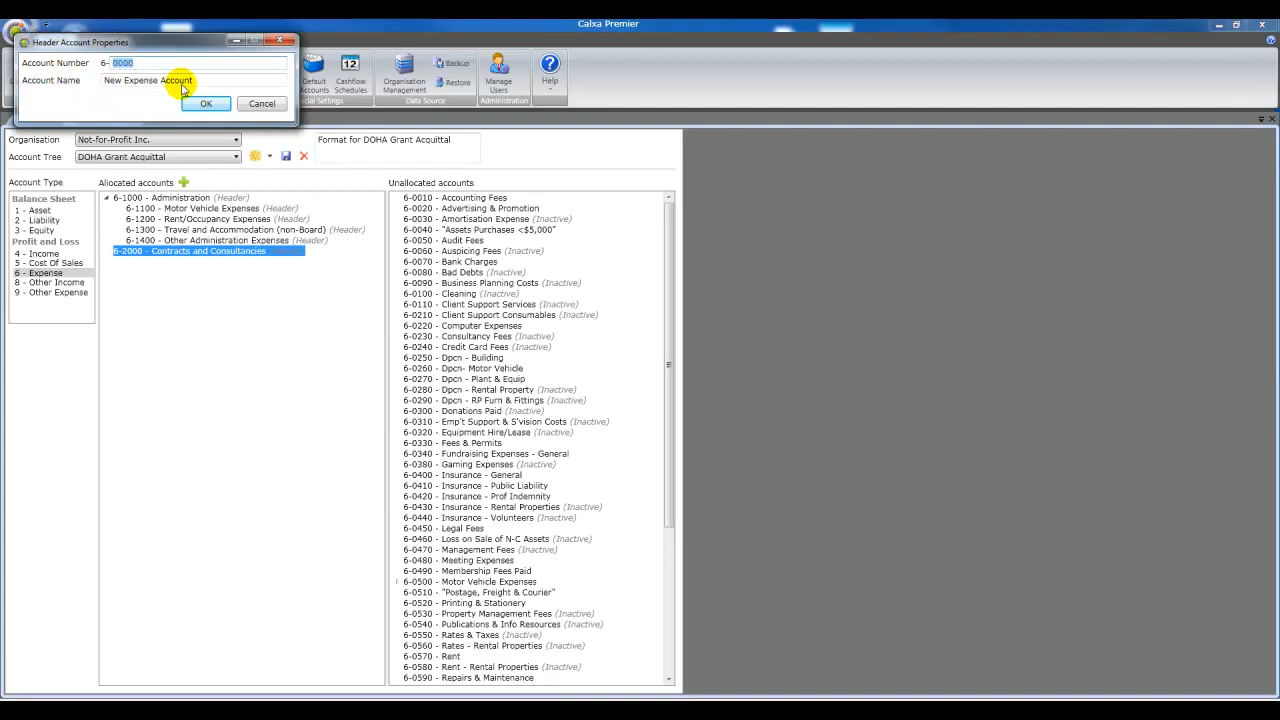 Calxa Premier
Header Account Properties
Account Number 6- 0000
Account Name New Expense Account
OK Cancel
Default Accounts
Cashflow Schedules
Organisation Management
Backup
Restore
Manage Users
Help
Data Source
Administration
Organisation Not-for-Profit Inc.
Account Tree DOHA Grant Acquittal
Format for DOHA Grant Acquittal
Account Type
Balance Sheet
1 - Asset
2 - Liability
3 - Equity
Profit and Loss
4 - Income
5 - Cost Of Sales
6 - Expense
8 - Other Income
9 - Other Expense
Allocated accounts
6-1000 - Administration (Header)
6-1100 - Motor Vehicle Expenses (Header)
6-1200 - Rent/Occupancy Expenses (Header)
6-1300 - Travel and Accommodation (non-Board) (Header)
6-1400 - Other Administration Expenses (Header)
6-2000 - Contracts and Consultancies
Unallocated accounts
6-0010 - Accounting Fees
6-0020 - Advertising & Promotion
6-0030 - Amortisation Expense (Inactive)
6-0040 - "Assets Purchases <$5,000"
6-0050 - Audit Fees
6-0060 - Auspicing Fees (Inactive)
6-0070 - Bank Charges
6-0080 - Bad Debts (Inactive)
6-0090 - Business Planning Costs (Inactive)
6-0100 - Cleaning (Inactive)
6-0110 - Client Support Services (Inactive)
6-0210 - Client Support Consumables (Inactive)
6-0220 - Computer Expenses
6-0230 - Consultancy Fees (Inactive)
6-0240 - Credit Card Fees (Inactive)
6-0250 - Dpcn - Building
6-0260 - Dpcn- Motor Vehicle
6-0270 - Dpcn - Plant & Equip
6-0280 - Dpcn - Rental Property (Inactive)
6-0290 - Dpcn - RP Furn & Fittings (Inactive)
6-0300 - Donations Paid (Inactive)
6-0310 - Emp't Support & S'vision Costs (Inactive)
6-0320 - Equipment Hire/Lease (Inactive)
6-0330 - Fees & Permits
6-0340 - Fundraising Expenses - General
6-0380 - Gaming Expenses (Inactive)
6-0400 - Insurance - General
6-0410 - Insurance - Public Liability
6-0420 - Insurance - Prof Indemnity
6-0430 - Insurance - Rental Properties (Inactive)
6-0440 - Insurance - Volunteers (Inactive)
6-0450 - Legal Fees
6-0460 - Loss on Sale of N-C Assets (Inactive)
6-0470 - Management Fees (Inactive)
6-0480 - Meeting Expenses
6-0490 - Membership Fees Paid
6-0500 - Motor Vehicle Expenses
6-0510 - "Postage, Freight & Courier"
6-0520 - Printing & Stationery
6-0530 - Property Management Fees (Inactive)
6-0540 - Publications & Info Resources (Inactive)
6-0550 - Rates & Taxes (Inactive)
6-0560 - Rates - Rental Properties (Inactive)
6-0570 - Rent
6-0580 - Rent - Rental Properties (Inactive)
6-0590 - Repairs & Maintenance